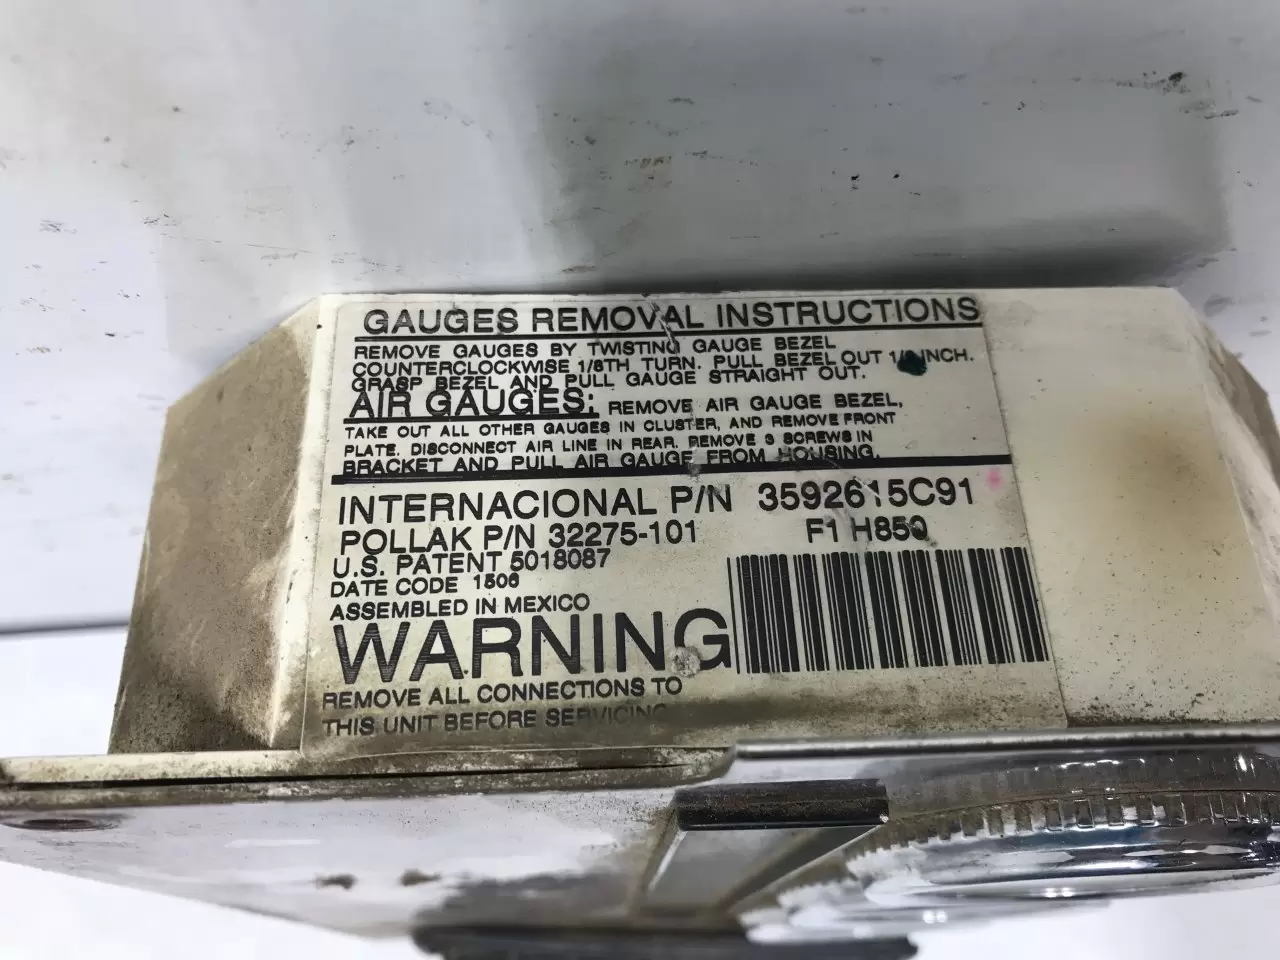 GAUGES REMOVAL INSTRUCTIONS
REMOVE GAUGES BY TWISTING GAUGE BEZEL
COUNTERCLOCKWISE 1/8TH TURN. PULL BEZEL OUT INCH.
GRASP BEZEL AND PULL GAUGE STRAIGHT OUT.
AIR GAUGES: REMOVE AIR GAUGE BEZEL,
TAKE OUT ALL OTHER GAUGES IN CLUSTER, AND REMOVE FRONT
PLATE. DISCONNECT AIR LINE IN REAR. REMOVE 3 SCREWS IN
BRACKET AND PULL AIR GAUGE FROM HOUSING.
INTERNACIONAL P/N 3592615C91
POLLAK P/N 32275-101 F1 H850
U.S. PATENT 5018087
DATE CODE 1506
ASSEMBLED IN MEXICO
WARNING
REMOVE ALL CONNECTIONS TO
THIS UNIT BEFORE SERVICING